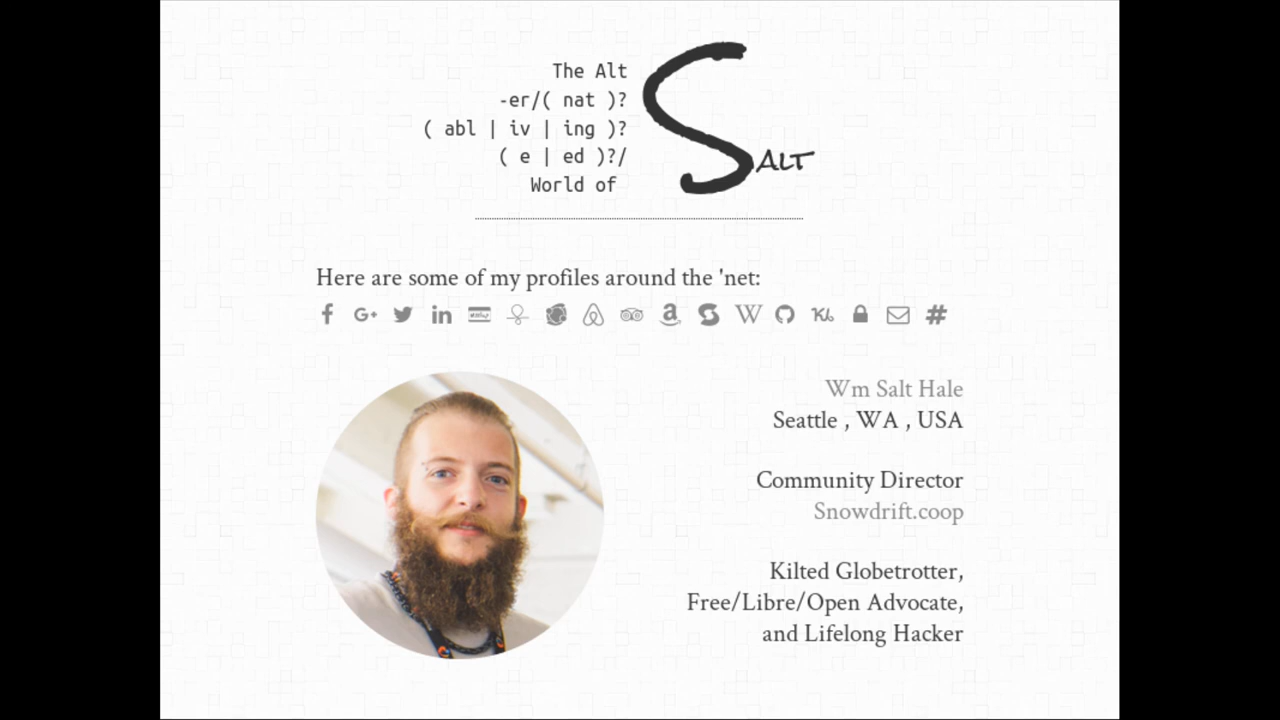 The Alt
-er/( nat )?
( abl | iv | ing )?
( e | ed )?/
World of
Salt
Here are some of my profiles around the 'net:
Wm Salt Hale
Seattle , WA , USA
Community Director
Snowdrift.coop
Kilted Globetrotter,
Free/Libre/Open Advocate,
and Lifelong Hacker